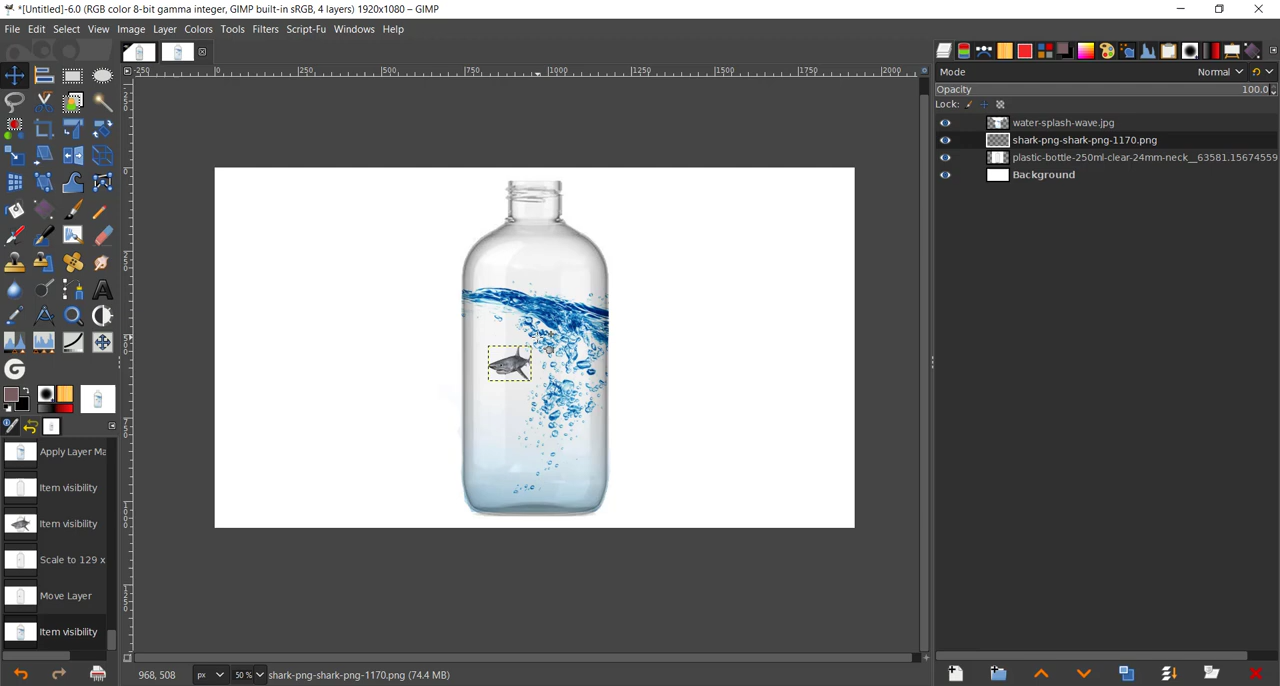 *[Untitled]-6.0 (RGB color 8-bit gamma integer, GIMP built-in sRGB, 4 layers) 1920x1080 – GIMP
File Edit Select View Image Layer Colors Tools Filters Script-Fu Windows Help
Mode Normal
Opacity 100.0
Lock:
-250 0 250 500 750 1000 1250 1500 1750 2000
water-splash-wave.jpg
shark-png-shark-png-1170.png
plastic-bottle-250ml-clear-24mm-neck__63581.15674559
Background
Apply Layer Ma
Item visibility
Item visibility
Scale to 129 x
Move Layer
Item visibility
968, 508 px 50 % shark-png-shark-png-1170.png (74.4 MB)